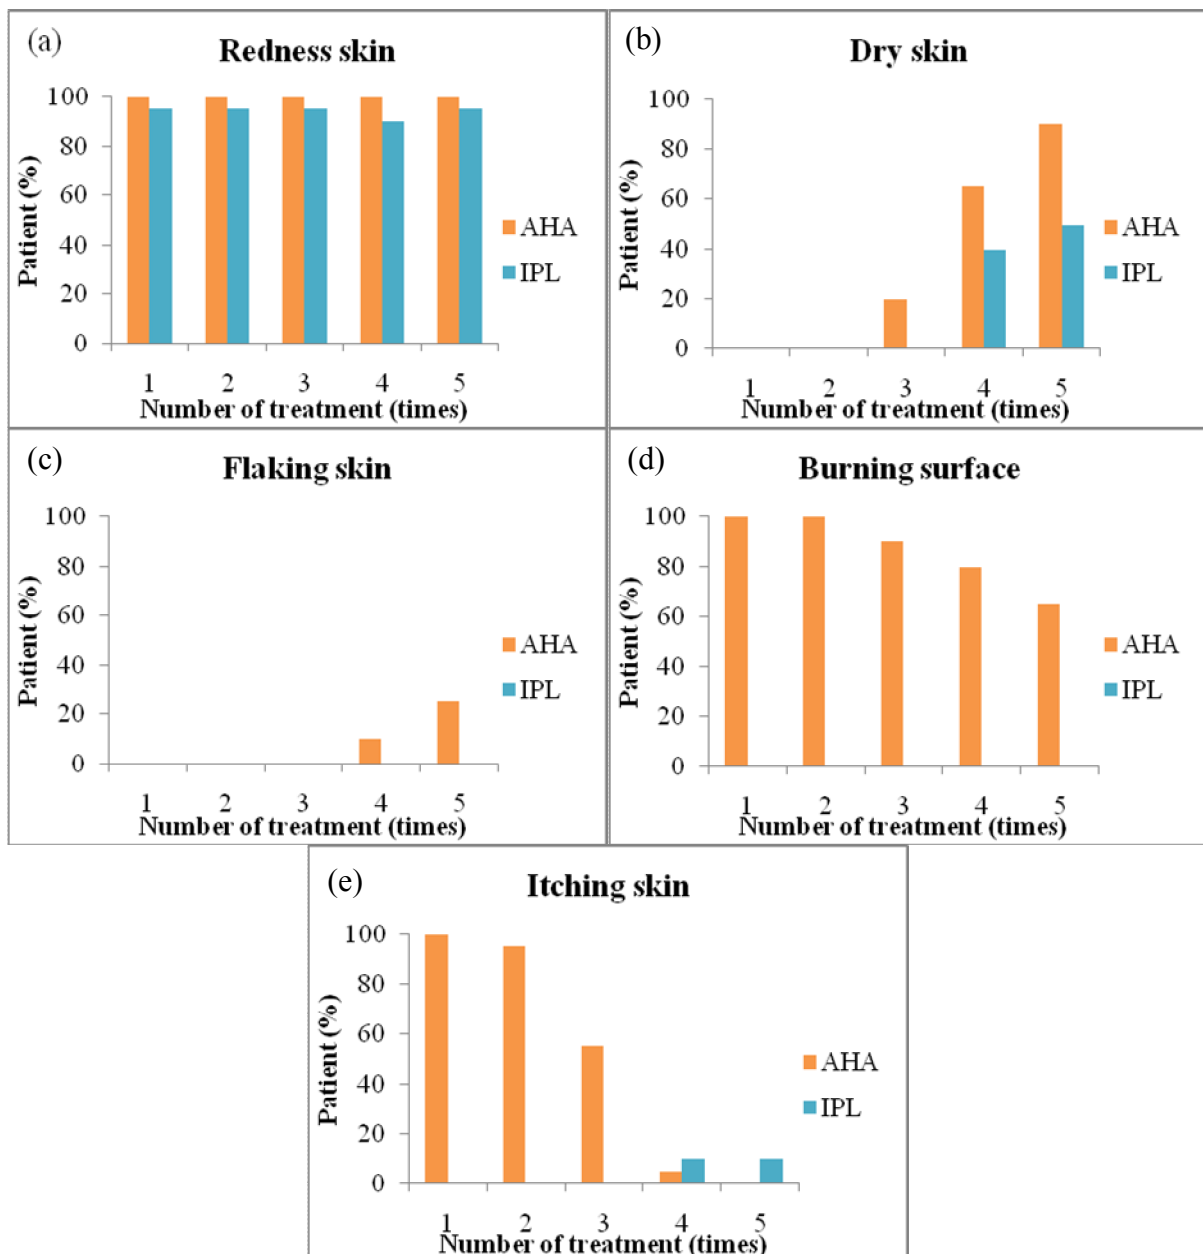 (a)
Redness skin
100
80
60
40
20
0
Patient (%)
AHA
IPL
1 2 3 4 5
Number of treatment (times)
(b)
Dry skin
100
80
60
40
20
0
Patient (%)
AHA
IPL
1 2 3 4 5
Number of treatment (times)
(c)
Flaking skin
100
80
60
40
20
0
Patient (%)
AHA
IPL
1 2 3 4 5
Number of treatment (times)
(d)
Burning surface
100
80
60
40
20
0
Patient (%)
AHA
IPL
1 2 3 4 5
Number of treatment (times)
(e)
Itching skin
100
80
60
40
20
0
Patient (%)
AHA
IPL
1 2 3 4 5
Number of treatment (times)